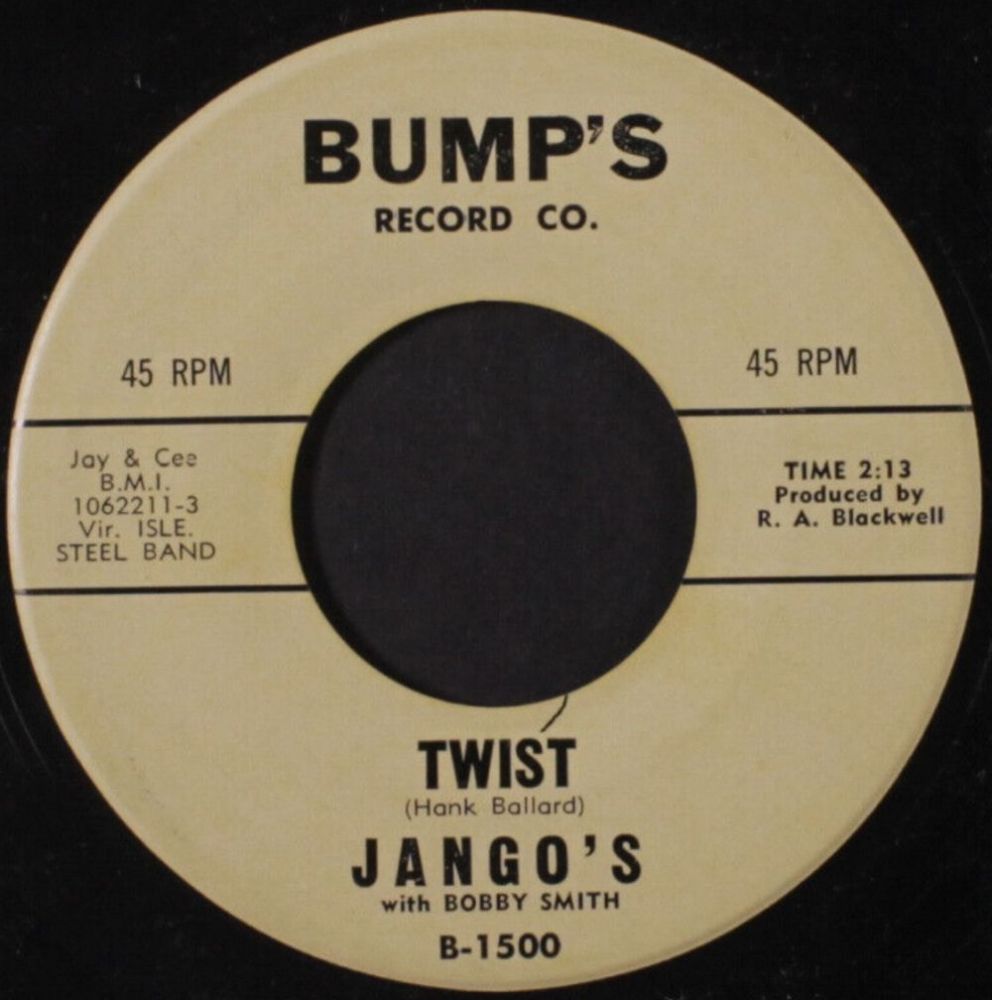 BUMP'S
RECORD CO.
45 RPM
45 RPM
Jay & Cee
B.M.I.
1062211-3
Vir. ISLE.
STEEL BAND
TIME 2:13
Produced by
R. A. Blackwell
TWIST
(Hank Ballard)
JANGO'S
with BOBBY SMITH
B-1500